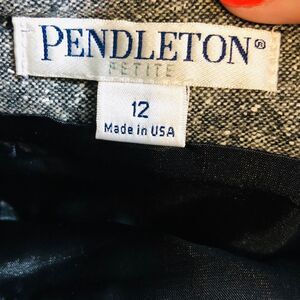 PENDLETON®
PETITE
12
Made in USA